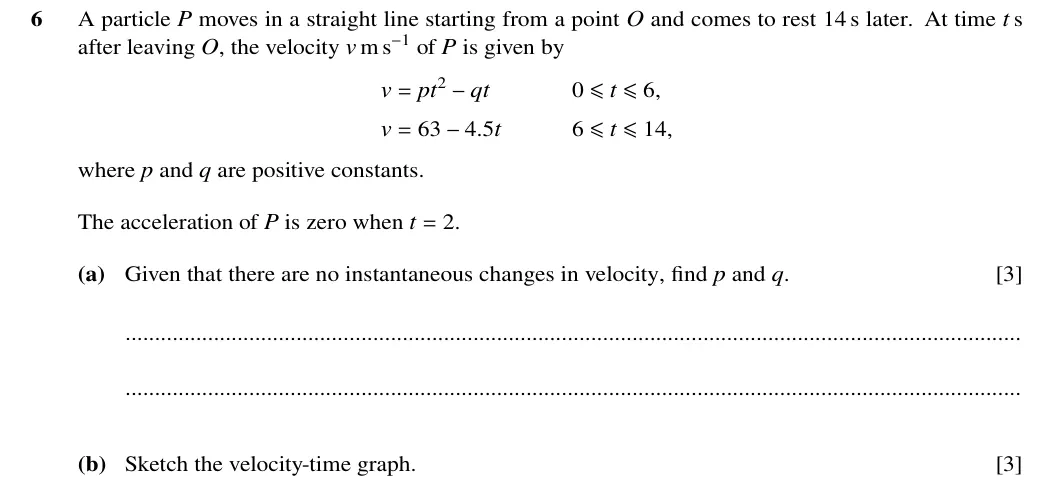 6 A particle P moves in a straight line starting from a point O and comes to rest 14 s later. At time t s
after leaving O, the velocity v m s⁻¹ of P is given by
v = pt² – qt 0 ⩽ t ⩽ 6,
v = 63 – 4.5t 6 ⩽ t ⩽ 14,
where p and q are positive constants.
The acceleration of P is zero when t = 2.
(a) Given that there are no instantaneous changes in velocity, find p and q. [3]
(b) Sketch the velocity-time graph. [3]